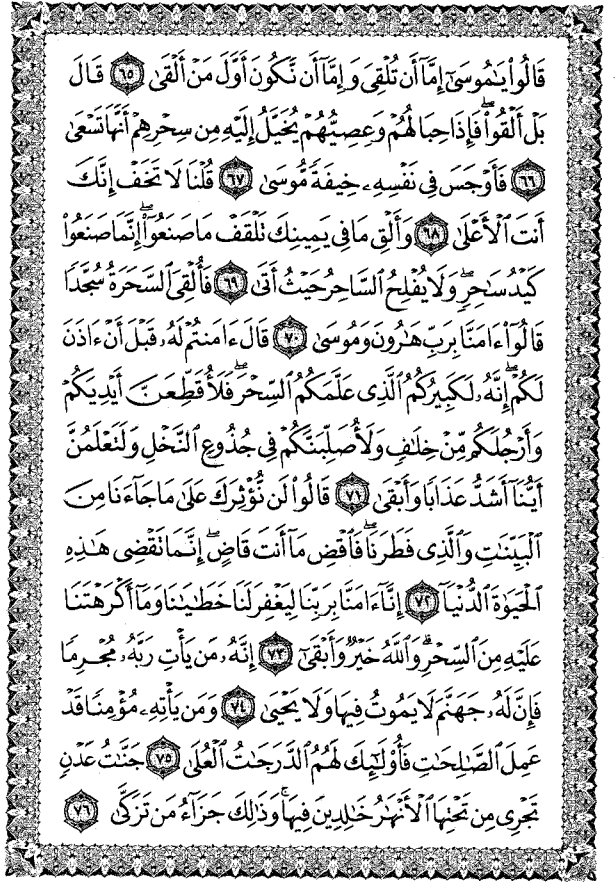 قَالُوا۟ يَـٰمُوسَىٰٓ إِمَّآ أَن تُلْقِىَ وَإِمَّآ أَن نَّكُونَ أَوَّلَ مَنْ أَلْقَىٰ ٦٥ قَالَ
بَلْ أَلْقُوا۟ۖ فَإِذَا حِبَالُهُمْ وَعِصِيُّهُمْ يُخَيَّلُ إِلَيْهِ مِن سِحْرِهِمْ أَنَّهَا تَسْعَىٰ
٦٦ فَأَوْجَسَ فِى نَفْسِهِۦ خِيفَةً مُّوسَىٰ ٦٧ قُلْنَا لَا تَخَفْ إِنَّكَ
أَنتَ ٱلْأَعْلَىٰ ٦٨ وَأَلْقِ مَا فِى يَمِينِكَ تَلْقَفْ مَا صَنَعُوٓا۟ۖ إِنَّمَا صَنَعُوا۟
كَيْدُ سَـٰحِرٍۖ وَلَا يُفْلِحُ ٱلسَّاحِرُ حَيْثُ أَتَىٰ ٦٩ فَأُلْقِىَ ٱلسَّحَرَةُ سُجَّدًا
قَالُوٓا۟ ءَامَنَّا بِرَبِّ هَـٰرُونَ وَمُوسَىٰ ٧٠ قَالَ ءَامَنتُمْ لَهُۥ قَبْلَ أَنْ ءَاذَنَ
لَكُمْۖ إِنَّهُۥ لَكَبِيرُكُمُ ٱلَّذِى عَلَّمَكُمُ ٱلسِّحْرَۖ فَلَأُقَطِّعَنَّ أَيْدِيَكُمْ
وَأَرْجُلَكُم مِّنْ خِلَـٰفٍ وَلَأُصَلِّبَنَّكُمْ فِى جُذُوعِ ٱلنَّخْلِ وَلَتَعْلَمُنَّ
أَيُّنَآ أَشَدُّ عَذَابًا وَأَبْقَىٰ ٧١ قَالُوا۟ لَن نُّؤْثِرَكَ عَلَىٰ مَا جَآءَنَا مِنَ
ٱلْبَيِّنَـٰتِ وَٱلَّذِى فَطَرَنَاۖ فَٱقْضِ مَآ أَنتَ قَاضٍۖ إِنَّمَا تَقْضِى هَـٰذِهِ
ٱلْحَيَوٰةَ ٱلدُّنْيَآ ٧٢ إِنَّآ ءَامَنَّا بِرَبِّنَا لِيَغْفِرَ لَنَا خَطَـٰيَـٰنَا وَمَآ أَكْرَهْتَنَا
عَلَيْهِ مِنَ ٱلسِّحْرِۗ وَٱللَّهُ خَيْرٌ وَأَبْقَىٰٓ ٧٣ إِنَّهُۥ مَن يَأْتِ رَبَّهُۥ مُجْرِمًا
فَإِنَّ لَهُۥ جَهَنَّمَ لَا يَمُوتُ فِيهَا وَلَا يَحْيَىٰ ٧٤ وَمَن يَأْتِهِۦ مُؤْمِنًا قَدْ
عَمِلَ ٱلصَّـٰلِحَـٰتِ فَأُو۟لَـٰٓئِكَ لَهُمُ ٱلدَّرَجَـٰتُ ٱلْعُلَىٰ ٧٥ جَنَّـٰتُ عَدْنٍ
تَجْرِى مِن تَحْتِهَا ٱلْأَنْهَـٰرُ خَـٰلِدِينَ فِيهَاۚ وَذَٰلِكَ جَزَآءُ مَن تَزَكَّىٰ ٧٦